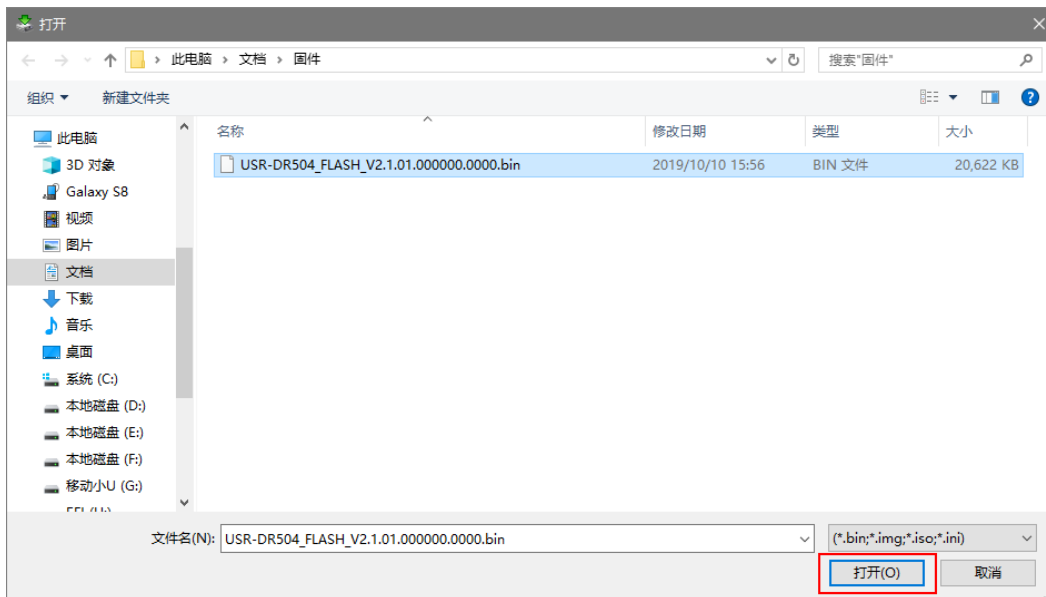 打开
此电脑 › 文档 › 固件
搜索"固件"
组织
新建文件夹
此电脑
3D 对象
Galaxy S8
视频
图片
文档
下载
音乐
桌面
系统 (C:)
本地磁盘 (D:)
本地磁盘 (E:)
本地磁盘 (F:)
移动小U (G:)
名称 修改日期 类型 大小
USR-DR504_FLASH_V2.1.01.000000.0000.bin 2019/10/10 15:56 BIN 文件 20,622 KB
文件名(N): USR-DR504_FLASH_V2.1.01.000000.0000.bin (*.bin;*.img;*.iso;*.ini)
打开(O) 取消